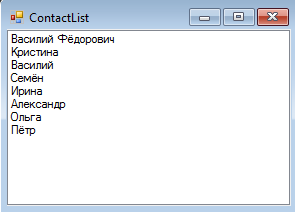 ContactList
Василий Фёдорович
Кристина
Василий
Семён
Ирина
Александр
Ольга
Пётр